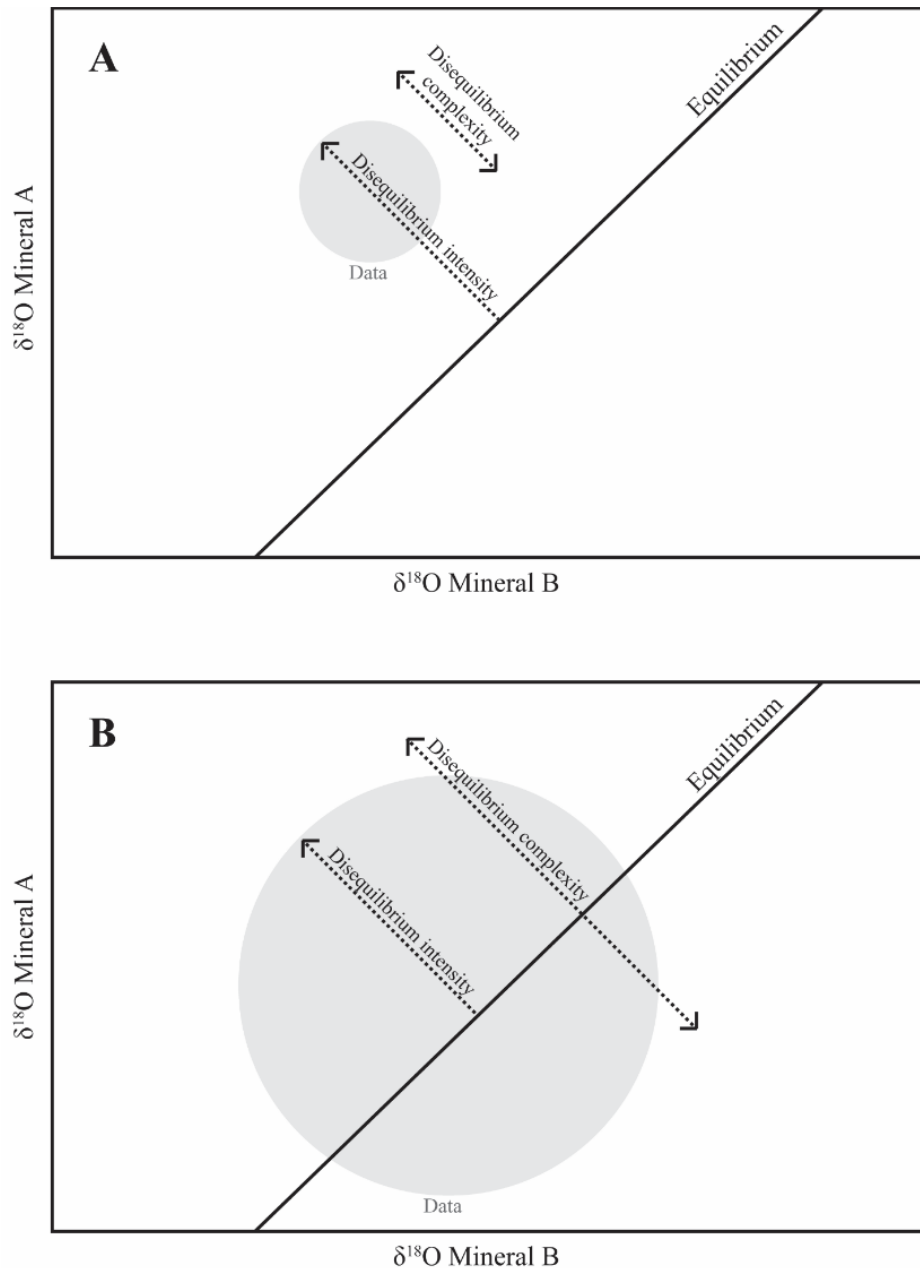 A
Disequilibrium
complexity
Equilibrium
Disequilibrium intensity
Data
δ¹⁸O Mineral A
δ¹⁸O Mineral B
B
Disequilibrium complexity
Equilibrium
Disequilibrium intensity
Data
δ¹⁸O Mineral A
δ¹⁸O Mineral B